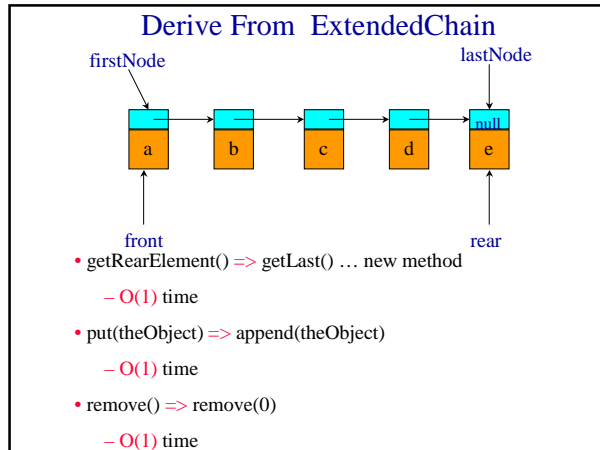 Derive From ExtendedChain
firstNode
lastNode
null
a b c d e
front rear
• getRearElement() => getLast() … new method
– O(1) time
• put(theObject) => append(theObject)
– O(1) time
• remove() => remove(0)
– O(1) time